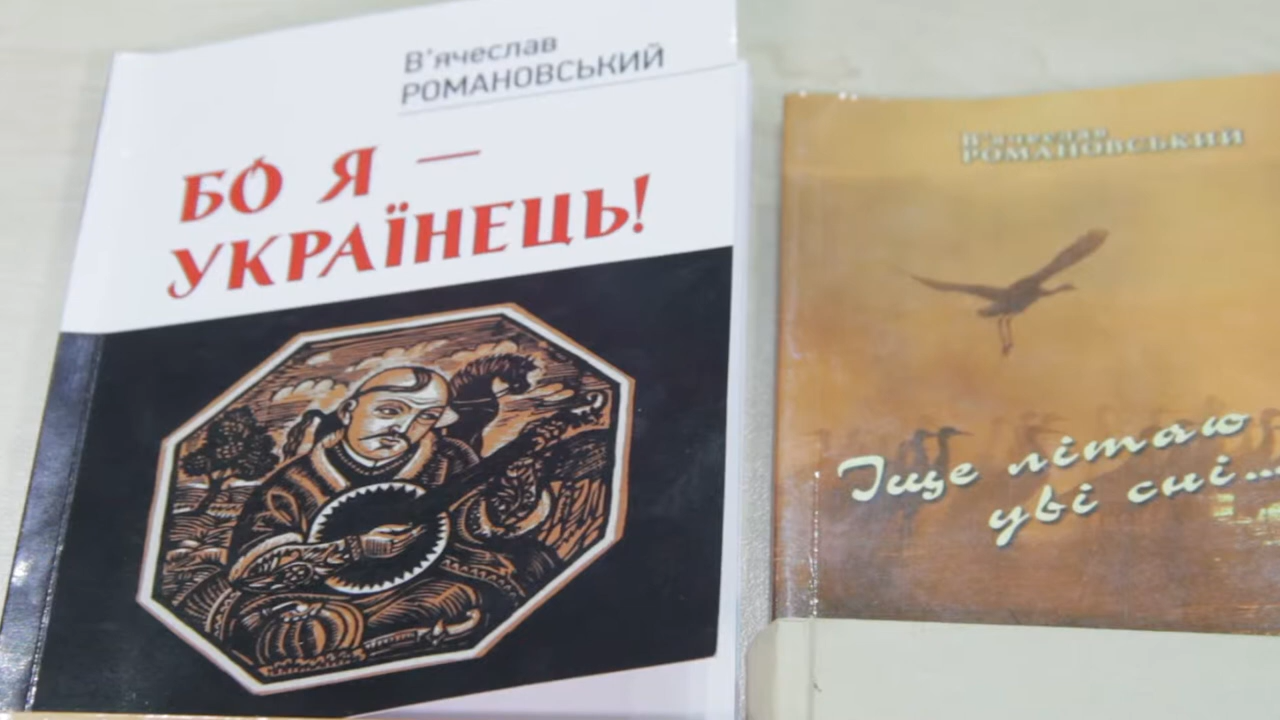 В'ячеслав
РОМАНОВСЬКИЙ
БО Я —
УКРАЇНЕЦЬ!
В'ячеслав
РОМАНОВСЬКИЙ
Іще літаю
уві сні...